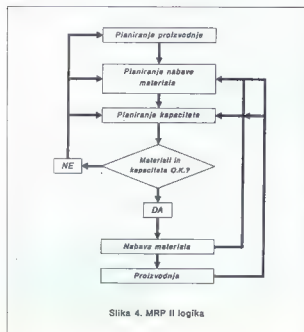 Planiranje proizvodnje
Planiranje nabave
materiala
Planiranje kapacitete
Materiali in
kapaciteta O.K.?
NE
DA
Nabava materiala
Proizvodnja
Slika 4. MRP II logika